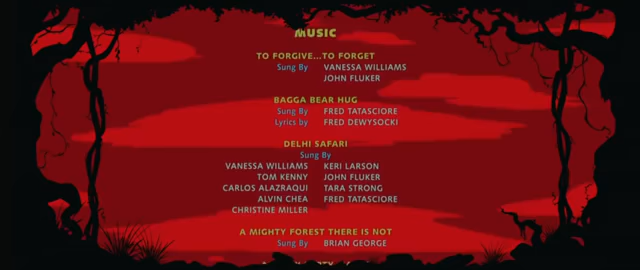 MUSIC
TO FORGIVE...TO FORGET
Sung By VANESSA WILLIAMS
JOHN FLUKER
BAGGA BEAR HUG
Sung By FRED TATASCIORE
Lyrics by FRED DEWYSOCKI
DELHI SAFARI
Sung By
VANESSA WILLIAMS KERI LARSON
TOM KENNY JOHN FLUKER
CARLOS ALAZRAQUI TARA STRONG
ALVIN CHEA FRED TATASCIORE
CHRISTINE MILLER
A MIGHTY FOREST THERE IS NOT
Sung By BRIAN GEORGE